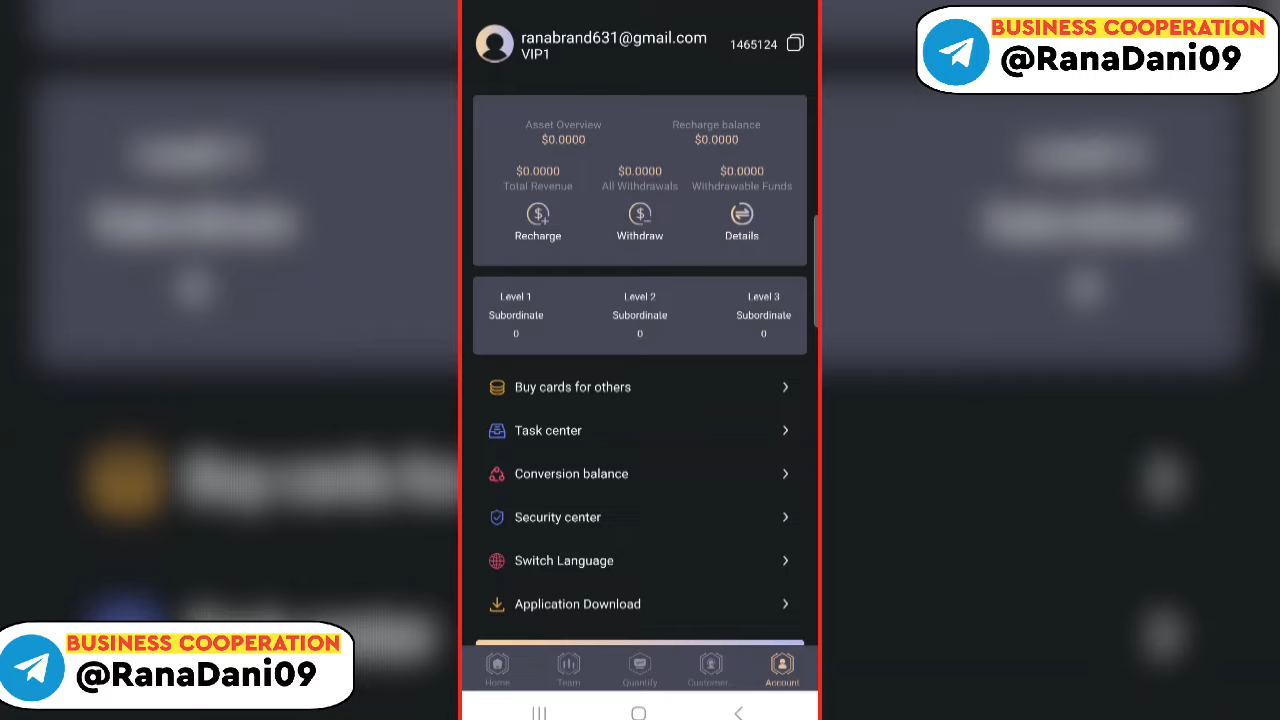 ranabrand631@gmail.com
VIP1
1465124
BUSINESS COOPERATION
@RanaDani09
Asset Overview
$0.0000
Recharge balance
$0.0000
$0.0000
Total Revenue
$0.0000
All Withdrawals
$0.0000
Withdrawable Funds
Recharge
Withdraw
Details
Level 1
Subordinate
0
Level 2
Subordinate
0
Level 3
Subordinate
0
Buy cards for others
Task center
Conversion balance
Security center
Switch Language
Application Download
Home
Team
Quantify
Customer...
Account
BUSINESS COOPERATION
@RanaDani09